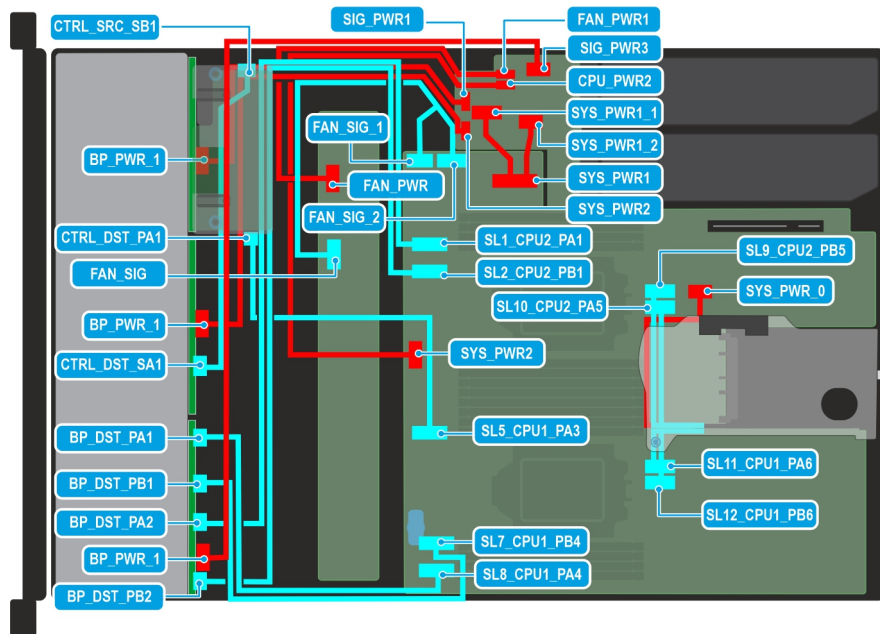 SIG_PWR1
FAN_PWR1
CTRL_SRC_SB1
SIG_PWR3
CPU_PWR2
SYS_PWR1_1
FAN_SIG_1
SYS_PWR1_2
BP_PWR_1
FAN_PWR
SYS_PWR1
SYS_PWR2
FAN_SIG_2
CTRL_DST_PA1
SL1_CPU2_PA1
SL9_CPU2_PB5
FAN_SIG
SL2_CPU2_PB1
SYS_PWR_0
SL10_CPU2_PA5
BP_PWR_1
SYS_PWR2
CTRL_DST_SA1
SL5_CPU1_PA3
BP_DST_PA1
SL11_CPU1_PA6
BP_DST_PB1
SL12_CPU1_PB6
BP_DST_PA2
SL7_CPU1_PB4
BP_PWR_1
SL8_CPU1_PA4
BP_DST_PB2